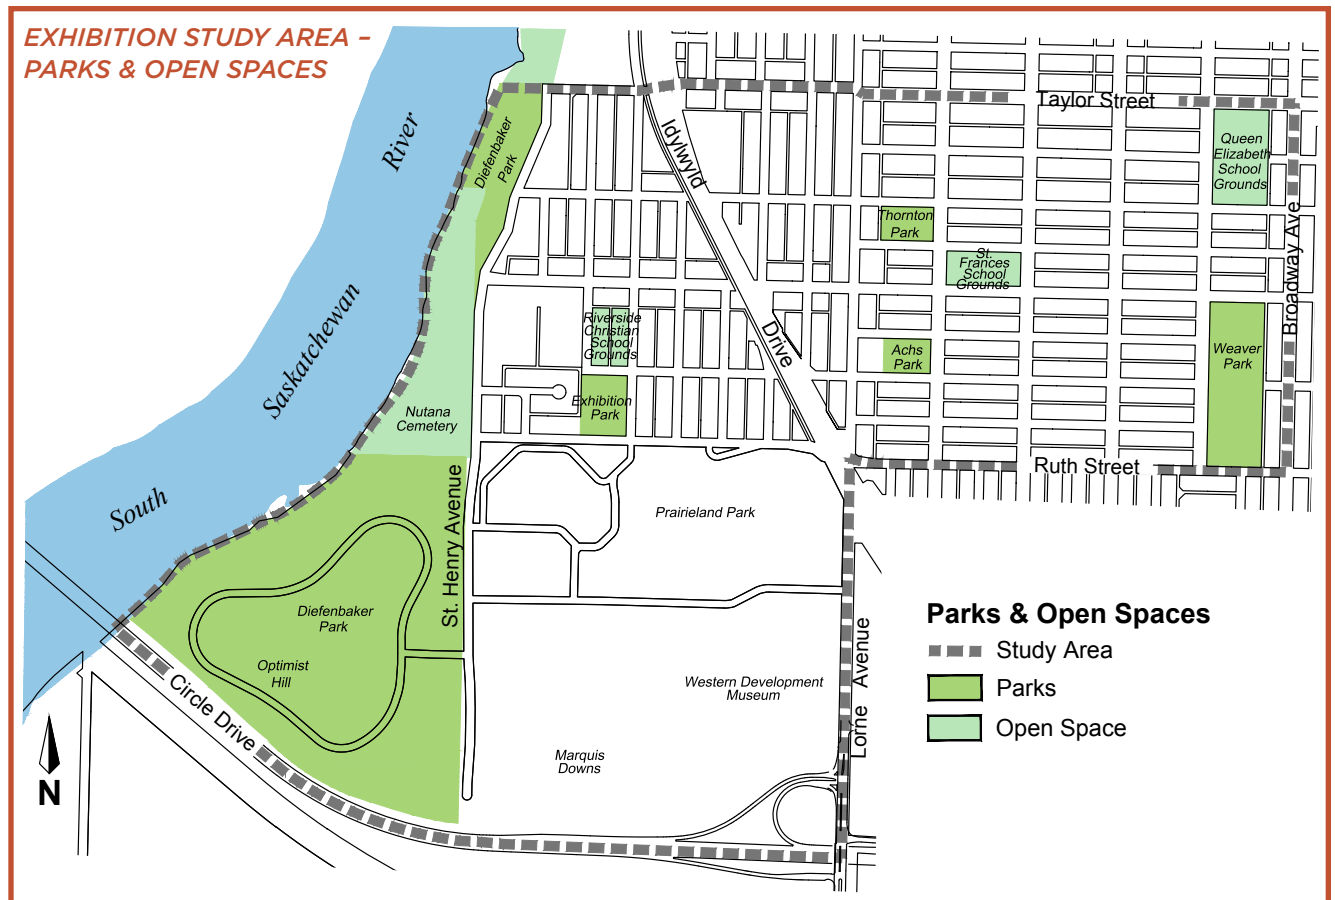 EXHIBITION STUDY AREA –
PARKS & OPEN SPACES
River
Saskatchewan
South
Diefenbaker
Park
Idylwyld
Drive
Taylor Street
Queen
Elizabeth
School
Grounds
Broadway Ave
Thornton
Park
St.
Frances
School
Grounds
Riverside
Christian
School
Grounds
Achs
Park
Weaver
Park
Exhibition
Park
Nutana
Cemetery
Ruth Street
St. Henry Avenue
Prairieland Park
Diefenbaker
Park
Optimist
Hill
Circle Drive
Western Development
Museum
Marquis
Downs
Lorne Avenue
N
Parks & Open Spaces
Study Area
Parks
Open Space